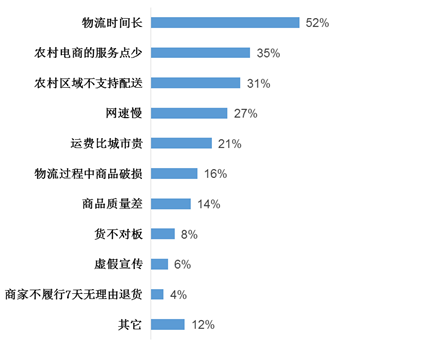 物流时间长 52%
农村电商的服务点少 35%
农村区域不支持配送 31%
网速慢 27%
运费比城市贵 21%
物流过程中商品破损 16%
商品质量差 14%
货不对板 8%
虚假宣传 6%
商家不履行7天无理由退货 4%
其它 12%